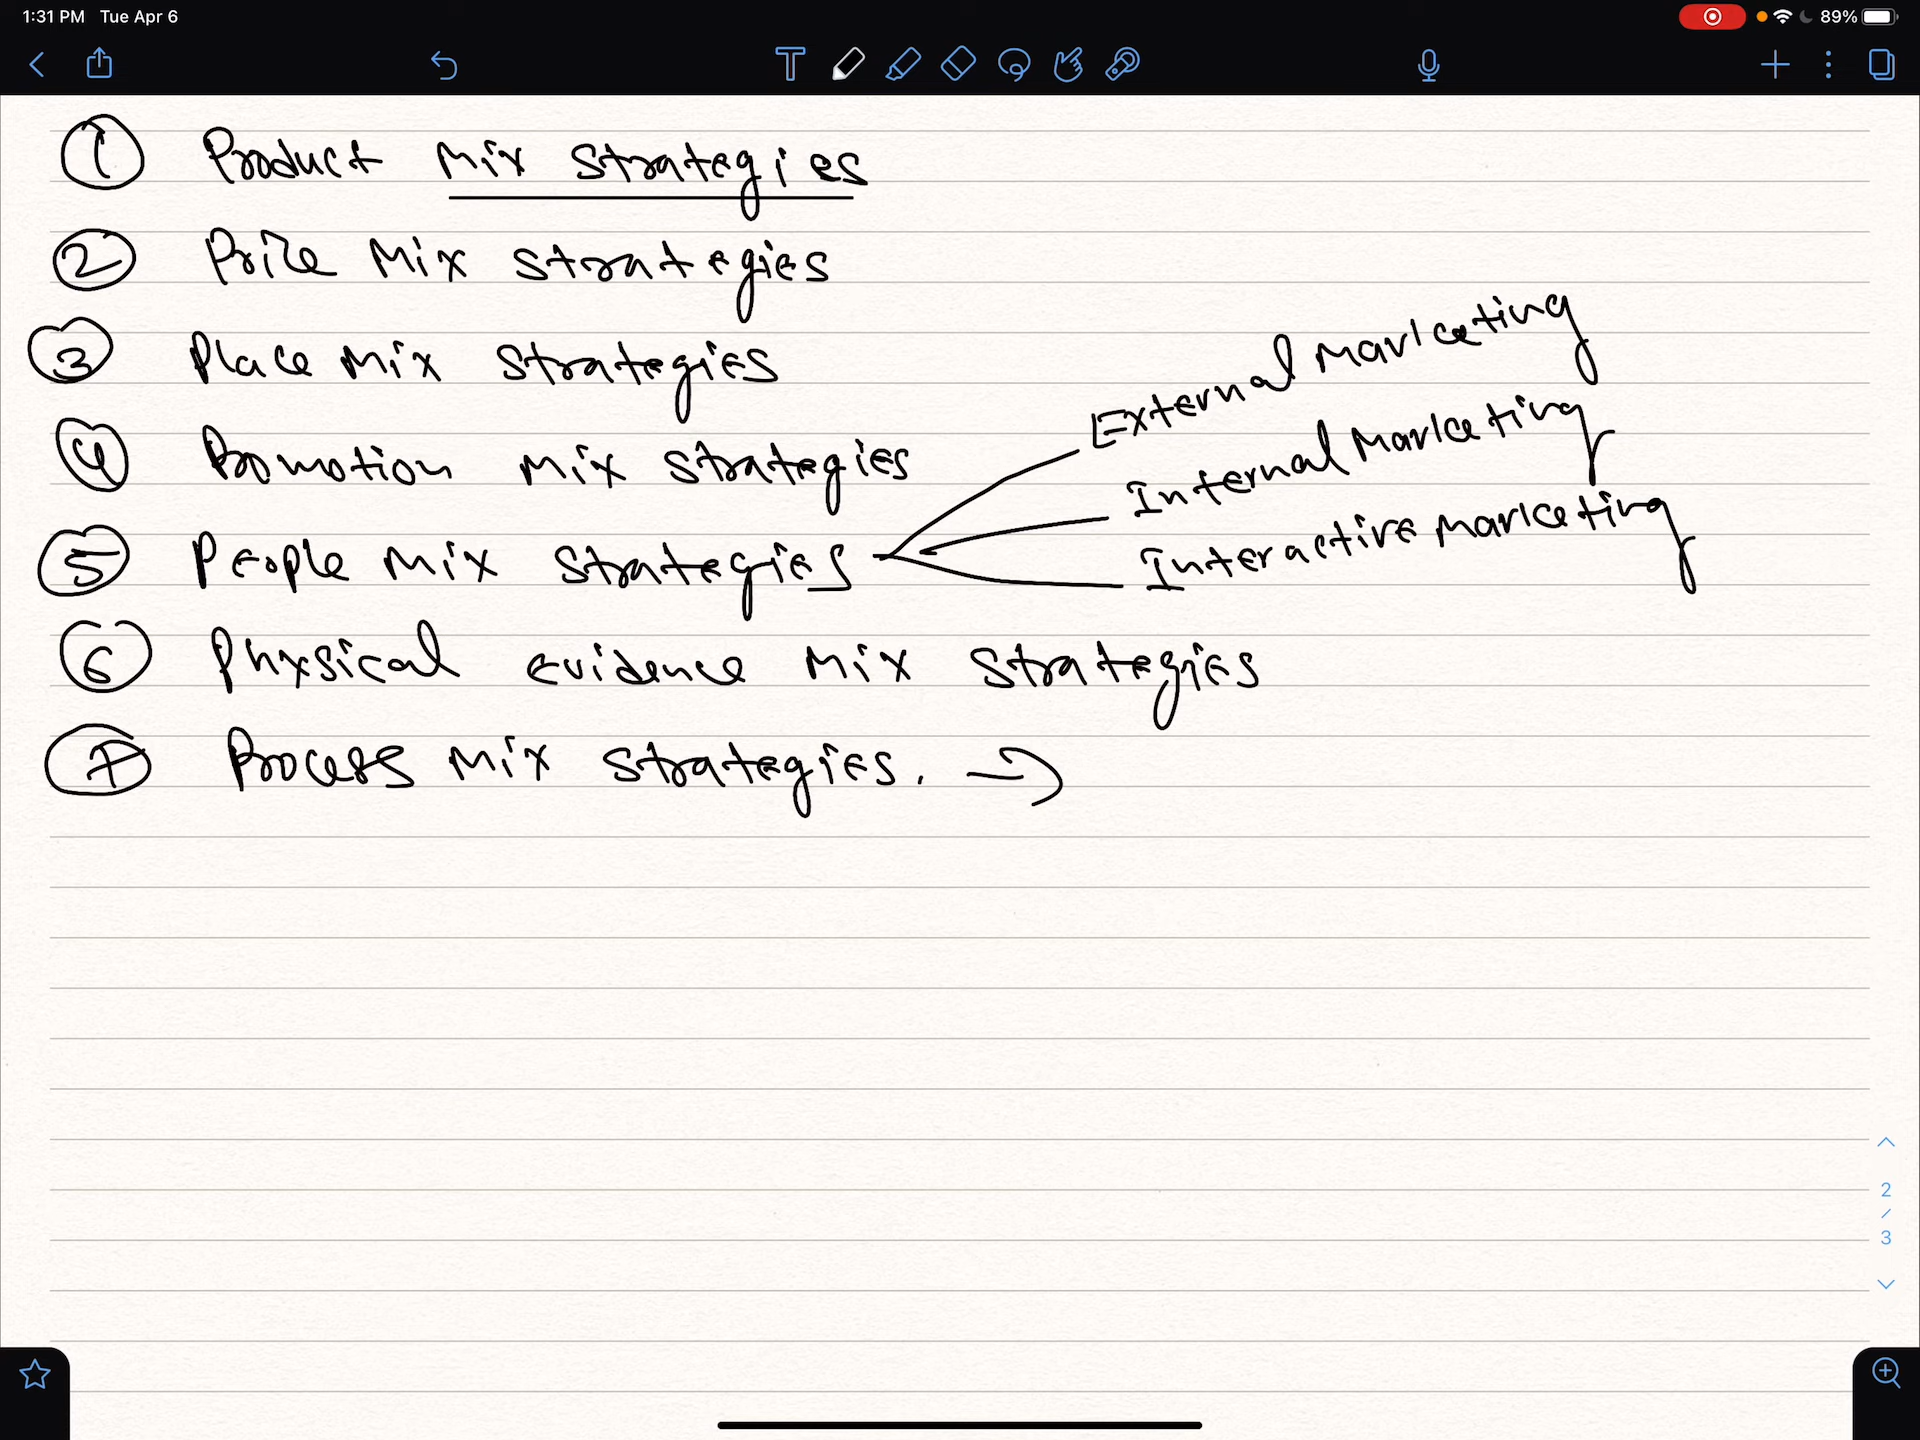 1:31 PM Tue Apr 6 89%
① Product Mix Strategies
② Price Mix Strategies
③ Place Mix Strategies
④ Promotion Mix Strategies
⑤ People Mix Strategies
External Marketing
Internal Marketing
Interactive Marketing
⑥ Physical Evidence Mix Strategies
⑦ Process Mix Strategies. →
2
/
3